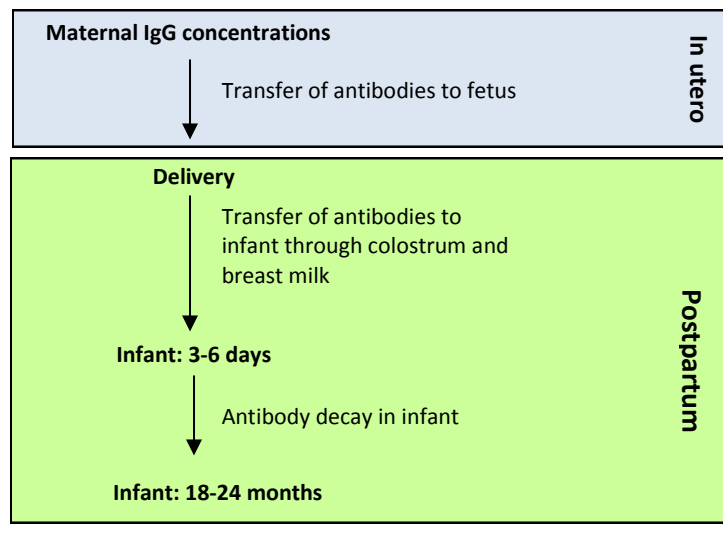 Maternal IgG concentrations
In utero
Transfer of antibodies to fetus
Delivery
Transfer of antibodies to
infant through colostrum and
breast milk
Postpartum
Infant: 3-6 days
Antibody decay in infant
Infant: 18-24 months